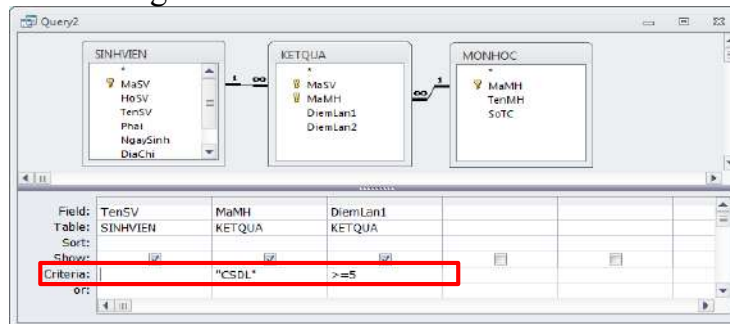 Query2
SINHVIEN
*
MaSV
HoSV
TenSV
Phai
NgaySinh
DiaChi
1 ∞
KETQUA
*
MaSV
MaMH
DiemLan1
DiemLan2
∞ 1
MONHOC
*
MaMH
TenMH
SoTC
Field: TenSV MaMH DiemLan1
Table: SINHVIEN KETQUA KETQUA
Sort:
Show:
Criteria: "CSDL" >=5
or: